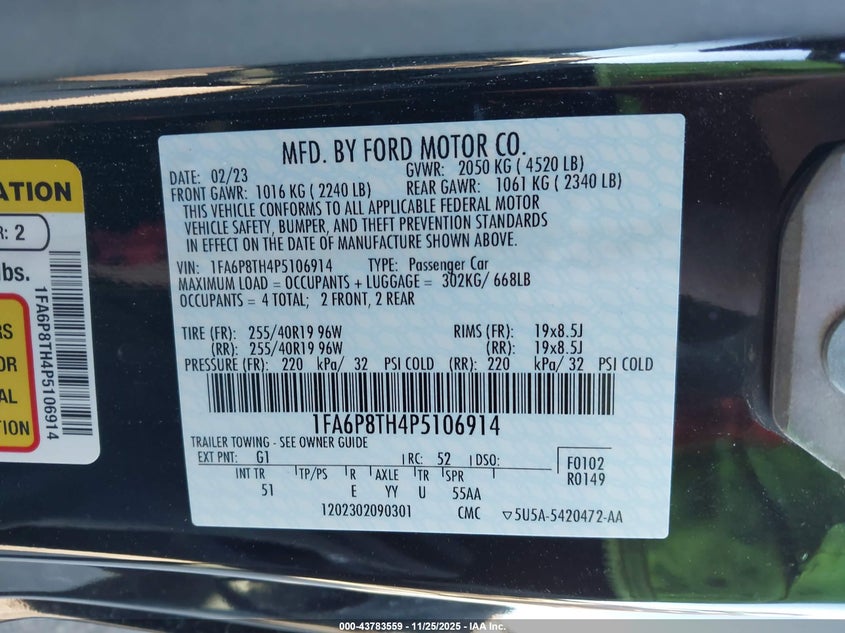 MFD. BY FORD MOTOR CO.
DATE: 02/23 GVWR: 2050 KG ( 4520 LB)
FRONT GAWR: 1016 KG ( 2240 LB) REAR GAWR: 1061 KG ( 2340 LB)
THIS VEHICLE CONFORMS TO ALL APPLICABLE FEDERAL MOTOR
VEHICLE SAFETY, BUMPER, AND THEFT PREVENTION STANDARDS
IN EFFECT ON THE DATE OF MANUFACTURE SHOWN ABOVE.
VIN: 1FA6P8TH4P5106914 TYPE: Passenger Car
MAXIMUM LOAD = OCCUPANTS + LUGGAGE = 302KG/ 668LB
OCCUPANTS = 4 TOTAL; 2 FRONT, 2 REAR
TIRE (FR): 255/40R19 96W RIMS (FR): 19x8.5J
(RR): 255/40R19 96W (RR): 19x8.5J
PRESSURE (FR): 220 kPa/ 32 PSI COLD (RR): 220 kPa/ 32 PSI COLD
1FA6P8TH4P5106914
TRAILER TOWING - SEE OWNER GUIDE
EXT PNT: G1 RC: 52 DSO: F0102
R0149
INT TR TP/PS R AXLE TR SPR
51 E YY U 55AA
1202302090301 CMC ▽5U5A-5420472-AA
ATION
R: 2
lbs.
RS
OR
AL
TION
1FA6P8TH4P5106914
000-43783559 — 11/25/2025 — IAA Inc.